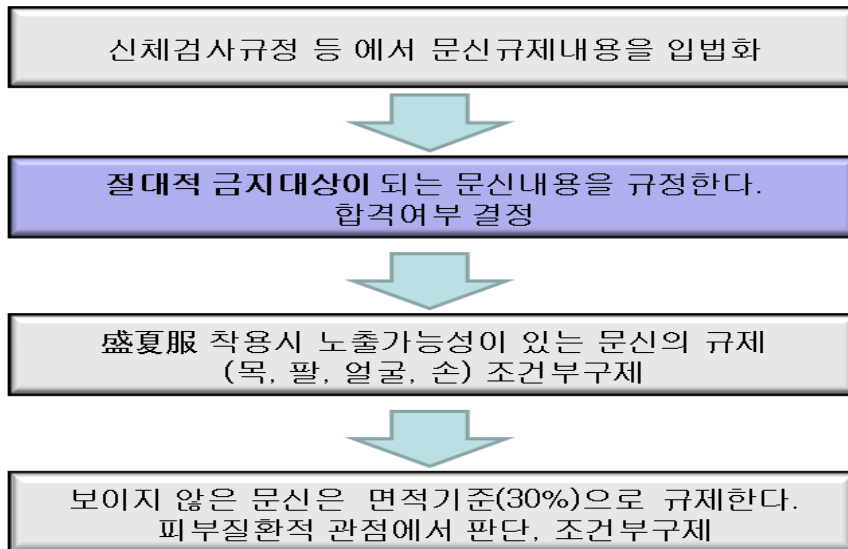 신체검사규정 등 에서 문신규제내용을 입법화
절대적 금지대상이 되는 문신내용을 규정한다.
합격여부 결정
盛夏服 착용시 노출가능성이 있는 문신의 규제
(목, 팔, 얼굴, 손) 조건부구제
보이지 않은 문신은 면적기준(30%)으로 규제한다.
피부질환적 관점에서 판단, 조건부구제